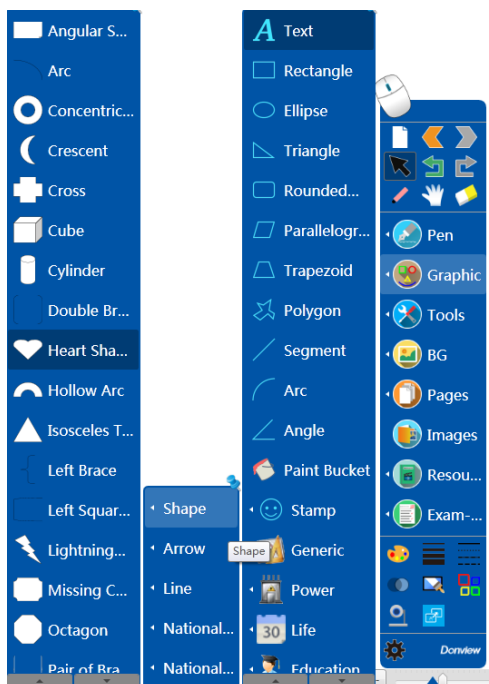 Angular S...
Arc
Concentric...
Crescent
Cross
Cube
Cylinder
Double Br...
Heart Sha...
Hollow Arc
Isosceles T...
Left Brace
Left Squar...
Lightning...
Missing C...
Octagon
Pair of Bra...
Shape
Arrow
Line
National...
National...
Shape
A Text
Rectangle
Ellipse
Triangle
Rounded...
Parallelogr...
Trapezoid
Polygon
Segment
Arc
Angle
Paint Bucket
Stamp
Generic
Power
30 Life
Education
Pen
Graphic
Tools
BG
Pages
Images
Resou...
Exam-...
Donview